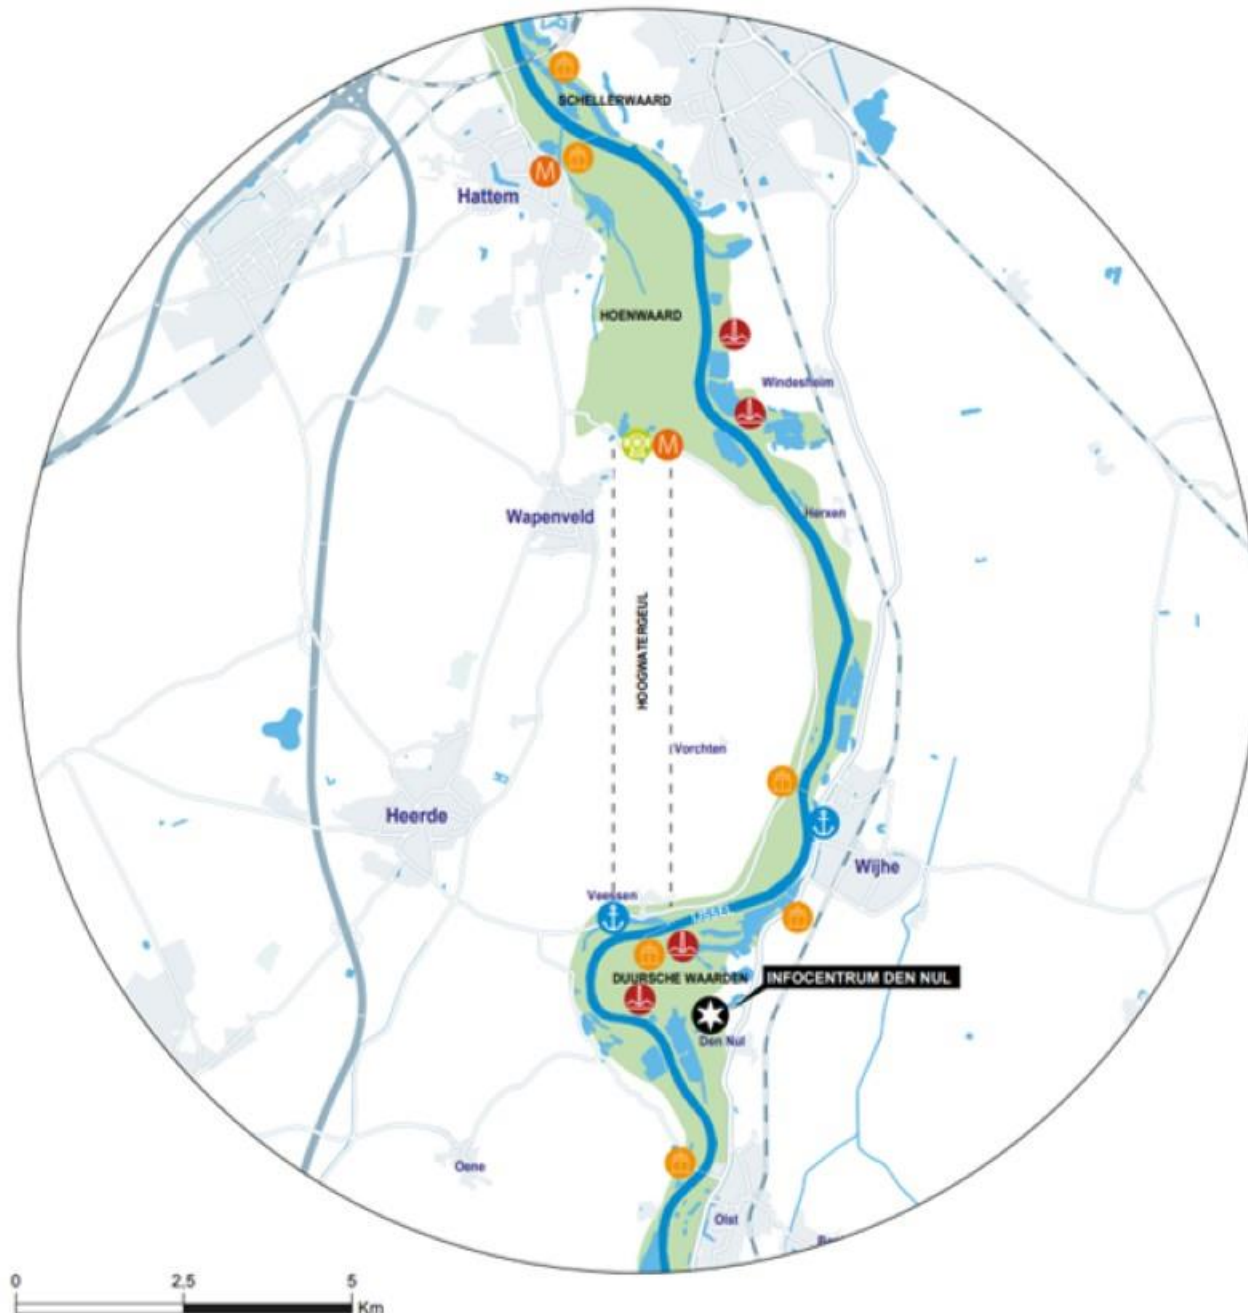 SCHELLERWAARD
M
Hattem
HOENWAARD
Windesheim
M
Wapenveld
Herxen
HOOGWATERGEUL
Vorchten
Heerde
Wijhe
Veessen
IJSSEL
DUURSCHE WAARDEN
INFOCENTRUM DEN NUL
Den Nul
Oene
Olst
0
2,5
5
Km